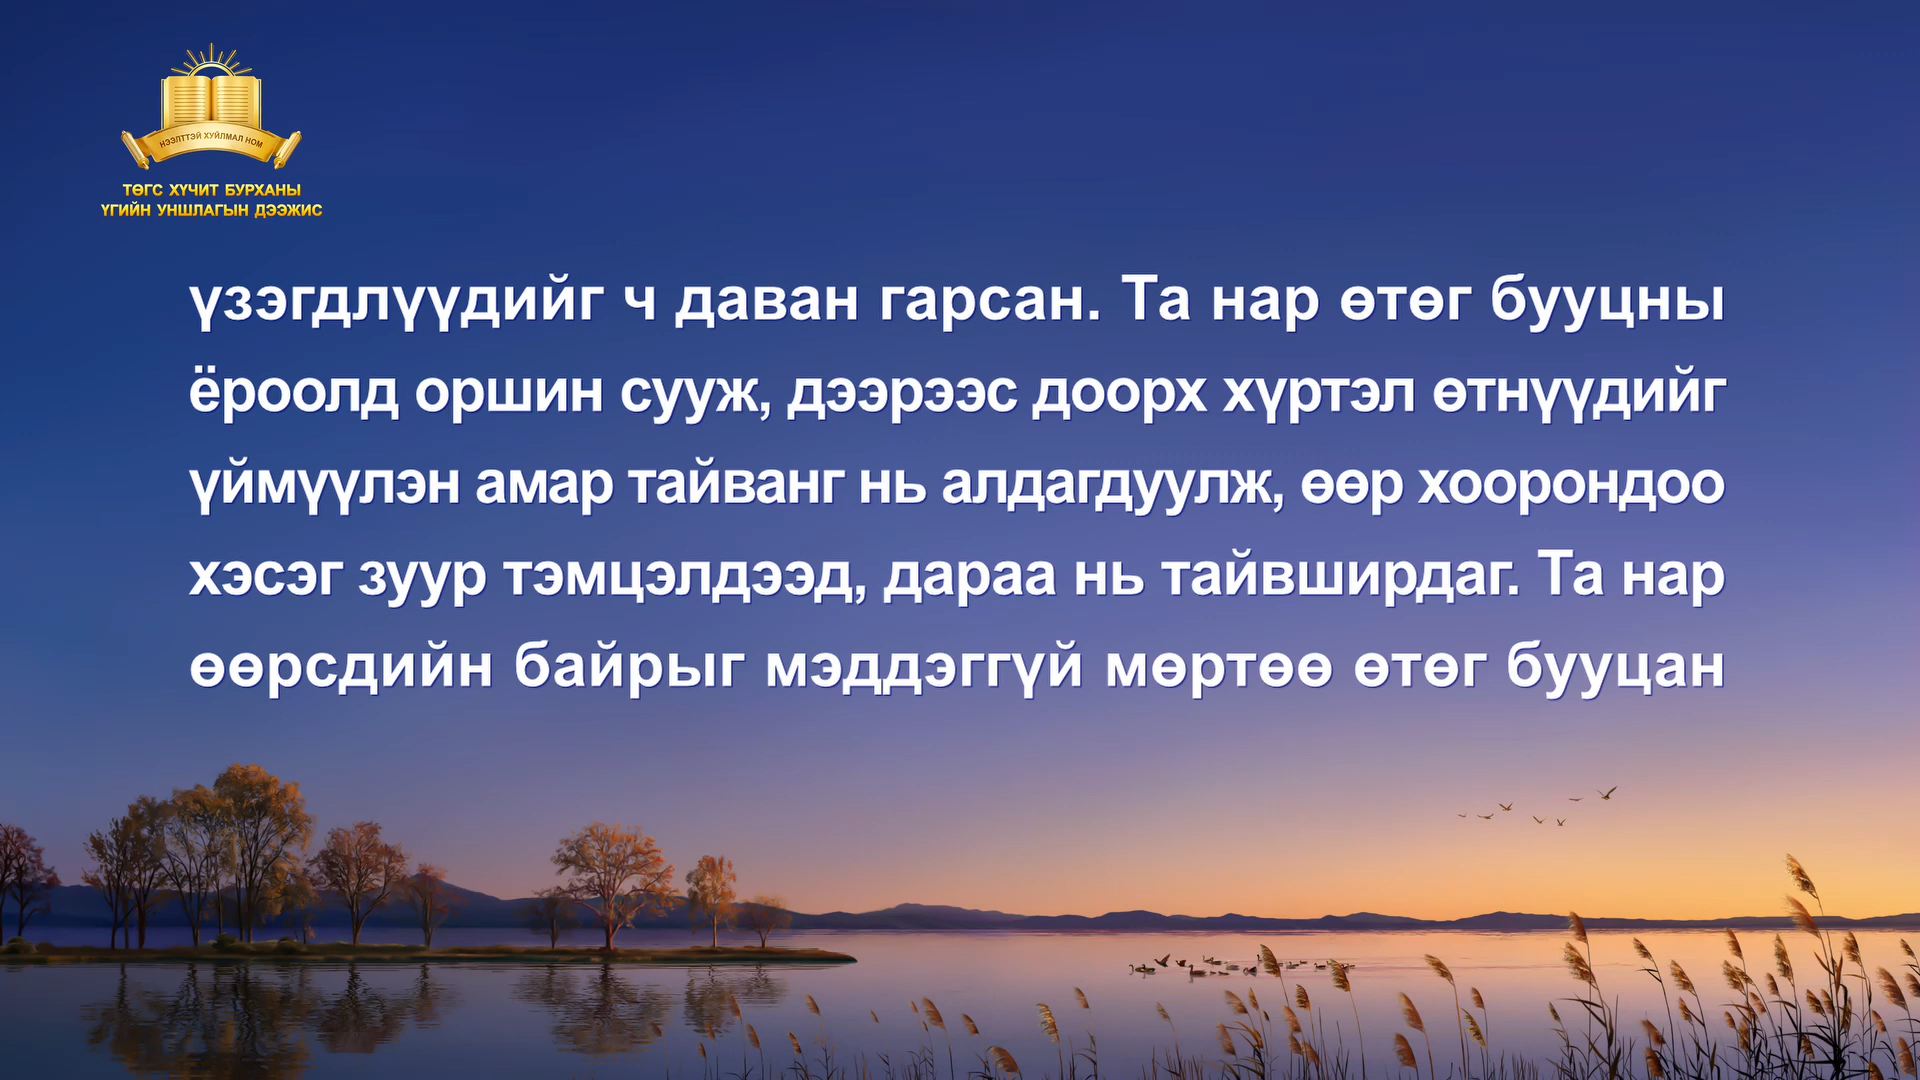 НЭЭЛТТЭЙ ХУЙЛМАЛ НОМ
ТӨГС ХҮЧИТ БУРХАНЫ
ҮГИЙН УНШЛАГЫН ДЭЭЖИС
үзэгдлүүдийг ч даван гарсан. Та нар өтөг бууцны
ёроолд оршин сууж, дээрээс доорх хүртэл өтнүүдийг
үймүүлэн амар тайванг нь алдагдуулж, өөр хоорондоо
хэсэг зуур тэмцэлдээд, дараа нь тайвширдаг. Та нар
өөрсдийн байрыг мэддэггүй мөртөө өтөг бууцан